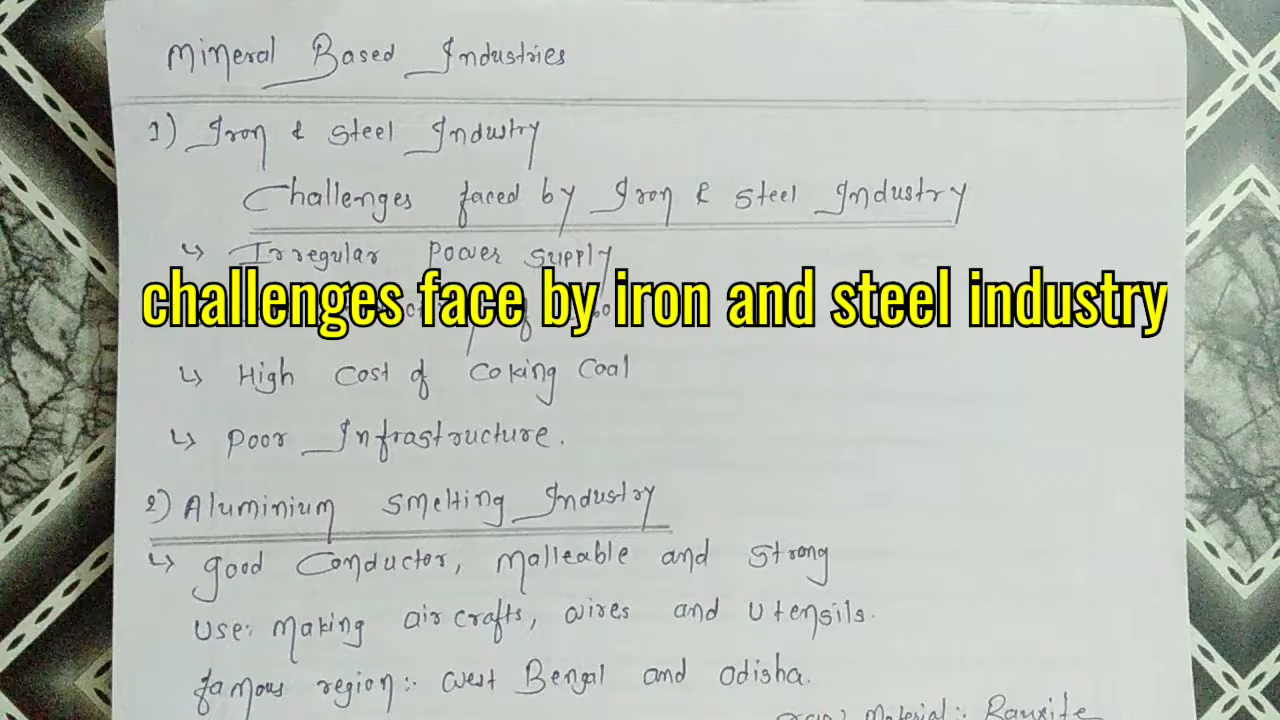 Mineral Based Industries
1) Iron & Steel Industry
Challenges faced by Iron & Steel Industry
↳ Irregular Power Supply
challenges face by iron and steel industry
↳ High Cost of Coking Coal
↳ Poor Infrastructure.
2) Aluminium Smelting Industry
↳ good Conductor, Malleable and Strong
Use: Making air crafts, wires and Utensils.
famous region:- West Bengal and Odisha.
Raw Material:- Bauxite